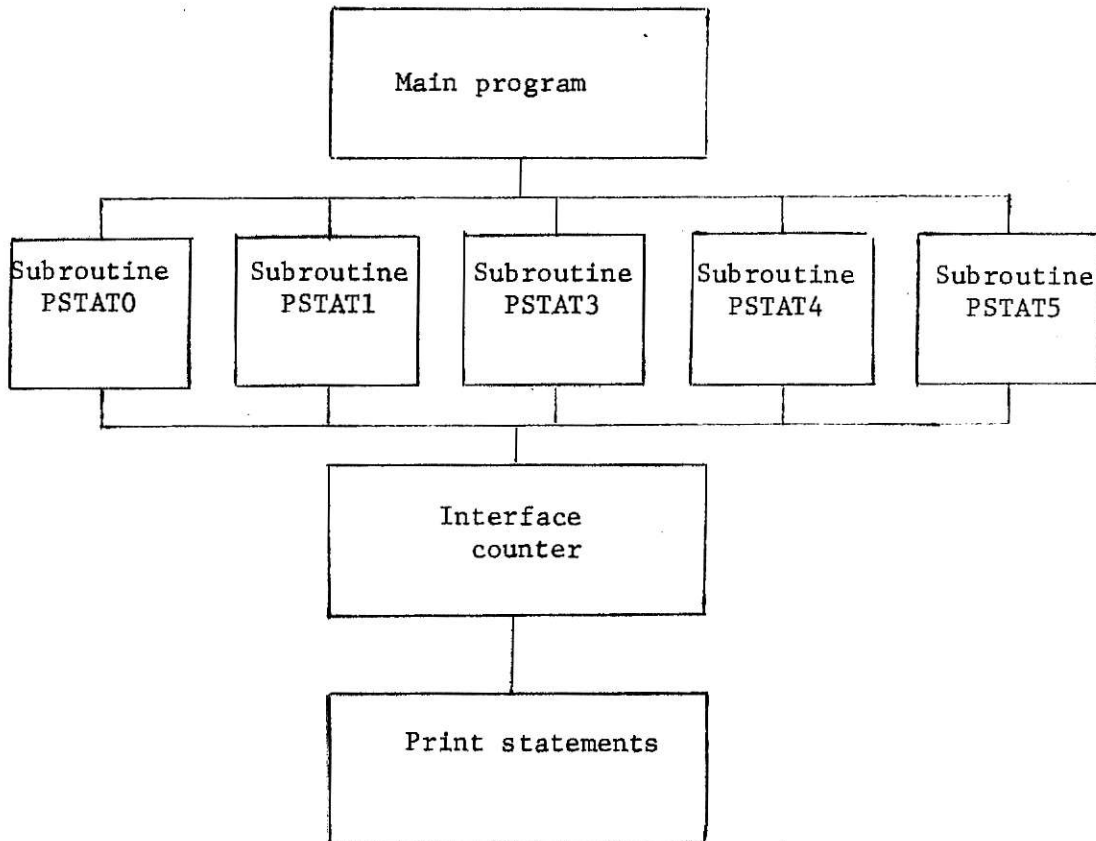 Main program
Subroutine
PSTAT0
Subroutine
PSTAT1
Subroutine
PSTAT3
Subroutine
PSTAT4
Subroutine
PSTAT5
Interface
counter
Print statements